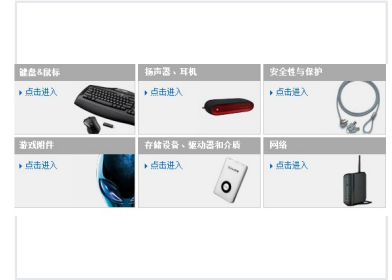 键盘&鼠标
扬声器、耳机
安全性与保护
点击进入
点击进入
点击进入
游戏附件
存储设备、驱动器和介质
网络
点击进入
点击进入
点击进入